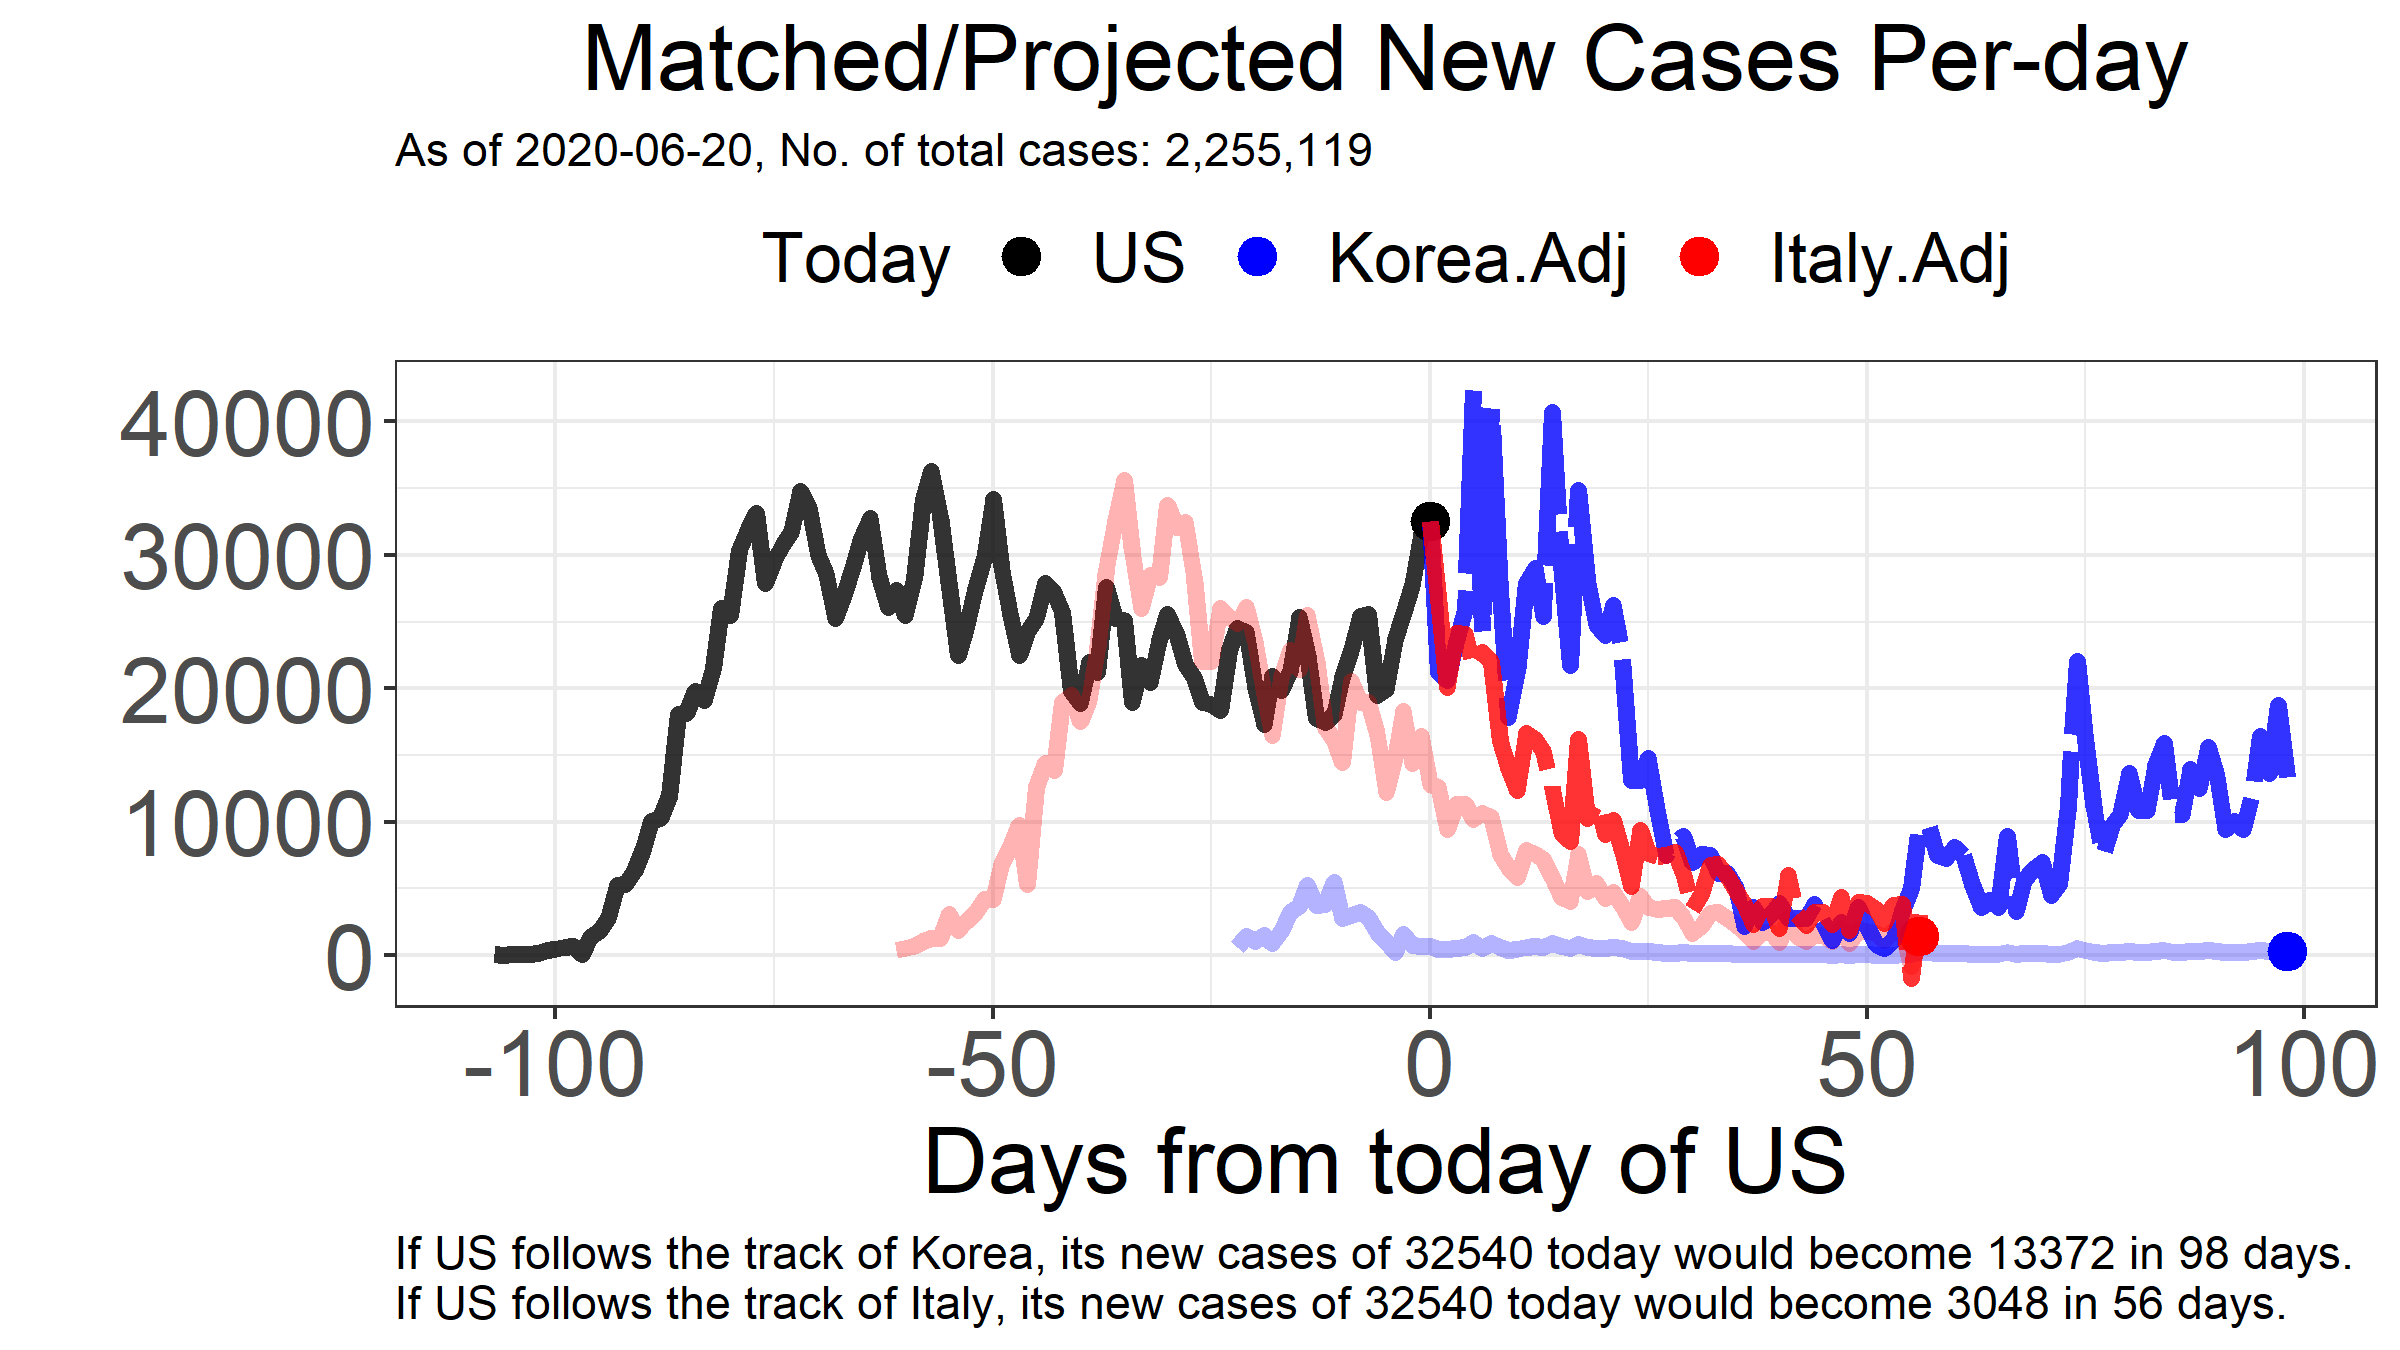 Matched/Projected New Cases Per-day
As of 2020-06-20, No. of total cases: 2,255,119
Today US Korea.Adj Italy.Adj
40000
30000
20000
10000
0
-100 -50 0 50 100
Days from today of US
If US follows the track of Korea, its new cases of 32540 today would become 13372 in 98 days.
If US follows the track of Italy, its new cases of 32540 today would become 3048 in 56 days.